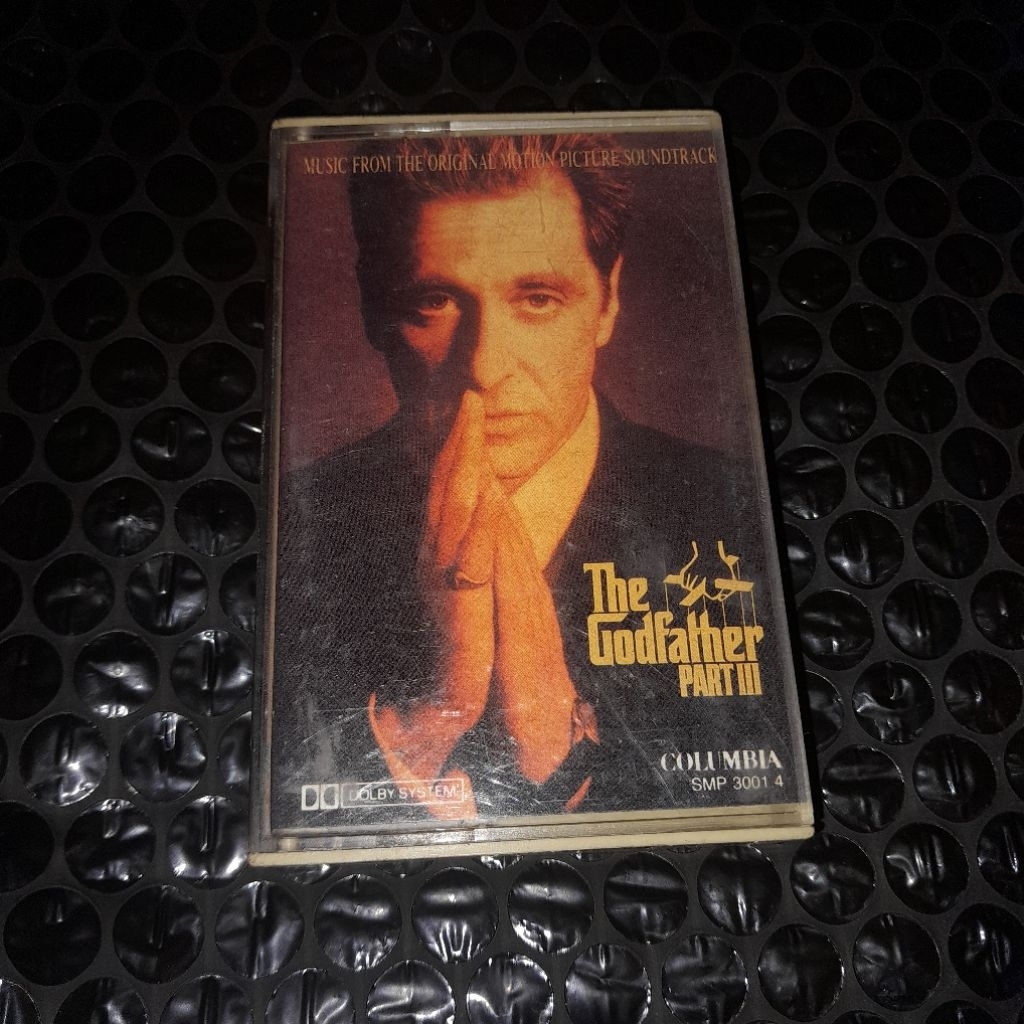 MUSIC FROM THE ORIGINAL MOTION PICTURE SOUNDTRACK
The
Godfather
PART III
COLUMBIA
SMP 3001 4
DOLBY SYSTEM